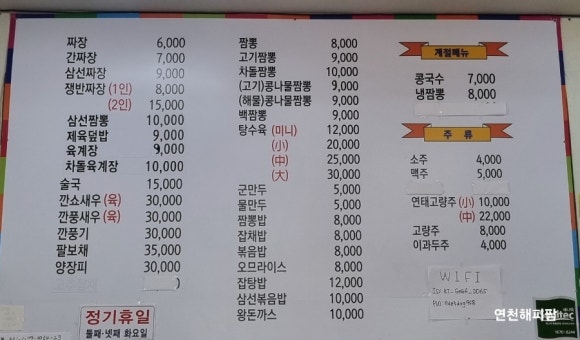 짜장 6,000
간짜장 7,000
삼선짜장 9,000
쟁반짜장 (1인) 8,000
(2인) 15,000
삼선짬뽕 10,000
제육덮밥 9,000
육계장 9,000
차돌육계장 10,000
술국 15,000
깐쇼새우 (육) 30,000
깐풍새우 (육) 30,000
깐풍기 30,000
팔보채 35,000
양장피 30,000
정기휴일
둘째·넷째 화요일
짬뽕 8,000
고기짬뽕 9,000
차돌짬뽕 10,000
(고기)콩나물짬뽕 9,000
(해물)콩나물짬뽕 9,000
백짬뽕 9,000
탕수육 (미니) 12,000
(小) 20,000
(中) 25,000
(大) 30,000
군만두 5,000
물만두 5,000
짬뽕밥 8,000
잡채밥 8,000
볶음밥 8,000
오므라이스 8,000
잡탕밥 12,000
삼선볶음밥 10,000
왕돈까스 10,000
계절메뉴
콩국수 7,000
냉짬뽕 8,000
주 류
소주 4,000
맥주 5,000
연태고량주 (小) 10,000
(中) 22,000
고량주 8,000
이과두주 4,000
WIFI
연천해피팜